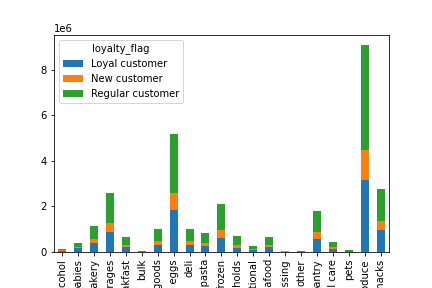 1e6
loyalty_flag
Loyal customer
New customer
Regular customer
8
6
4
2
0
cohol
abies
akery
rages
kfast
bulk
goods
eggs
deli
pasta
rozen
holds
tional
afood
ssing
other
antry
l care
pets
oduce
nacks